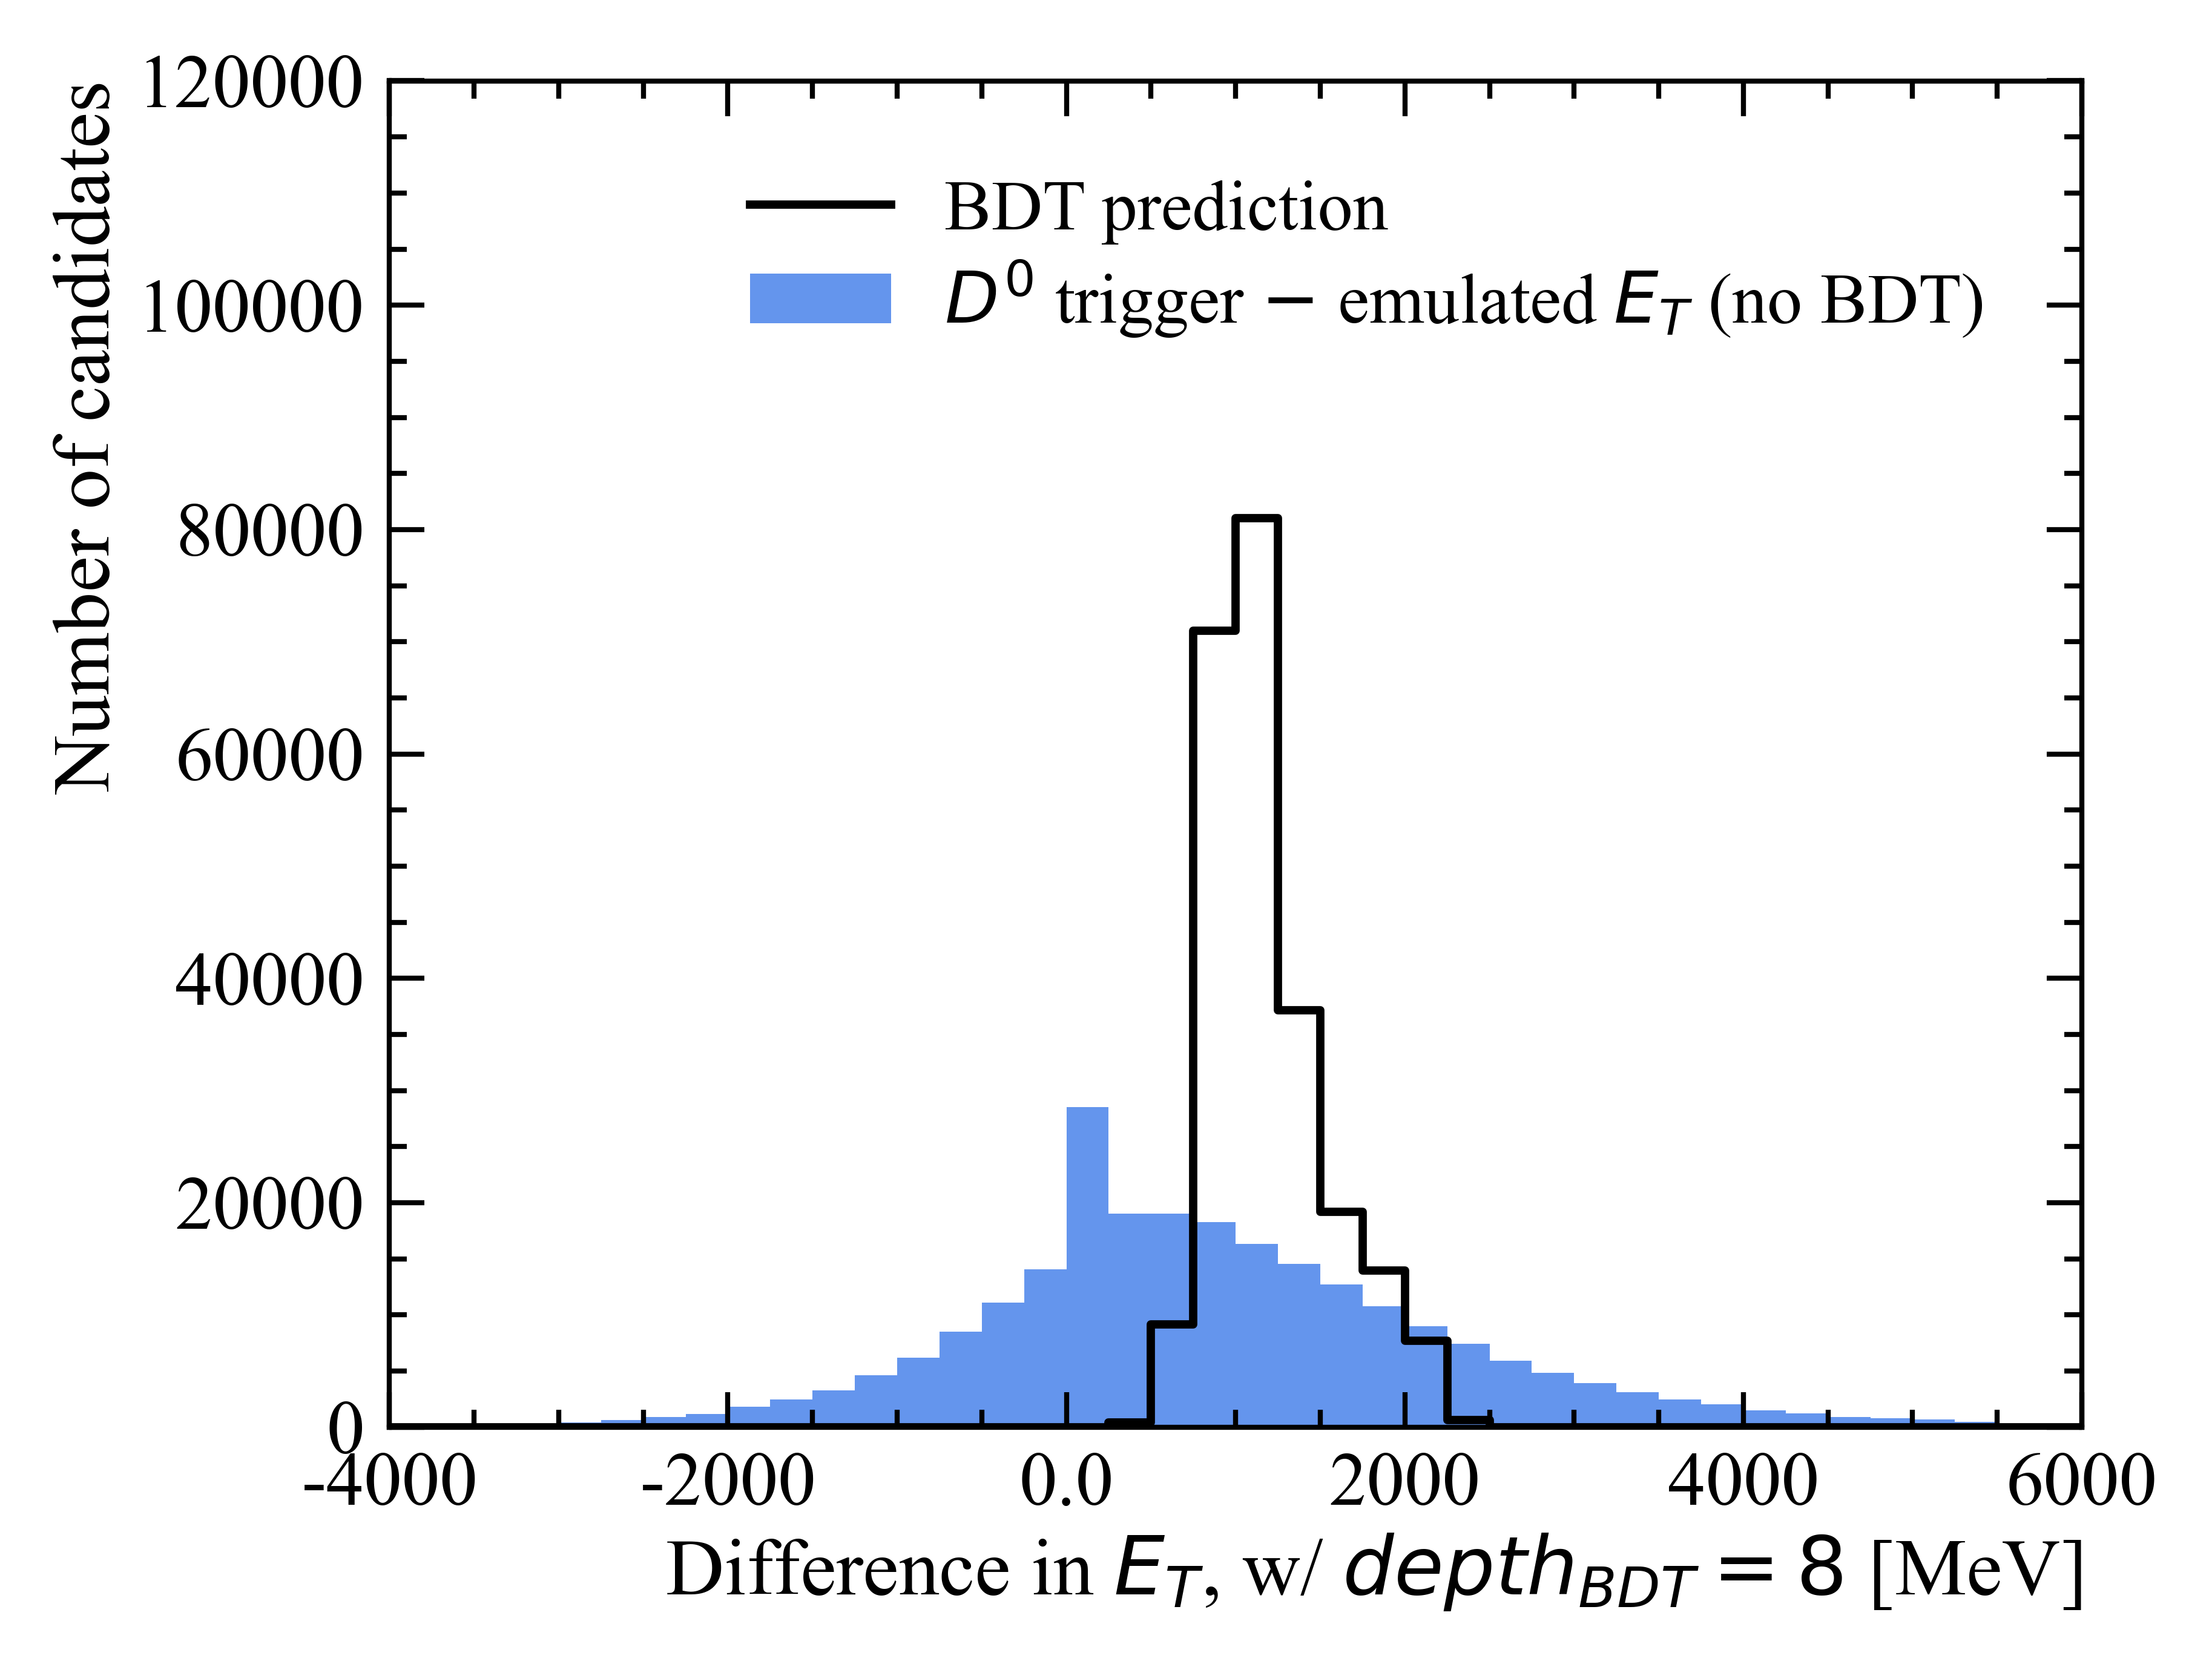 Number of candidates
120000
100000
80000
60000
40000
20000
0
BDT prediction
D⁰ trigger − emulated E_T (no BDT)
-4000 -2000 0.0 2000 4000 6000
Difference in E_T, w/ depth_BDT = 8 [MeV]